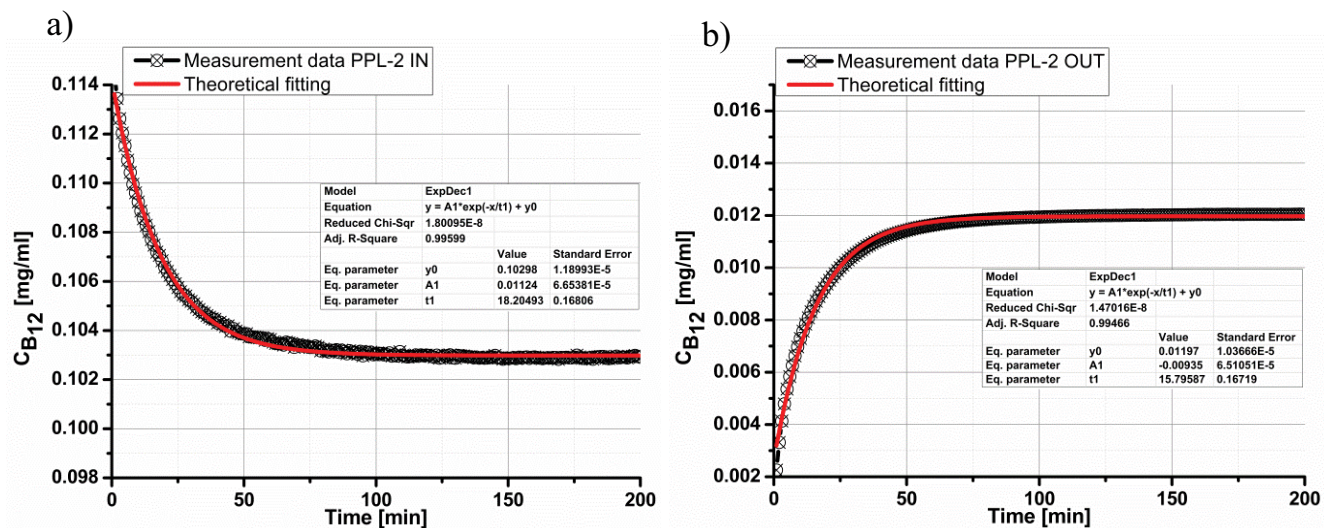 a)
Measurement data PPL-2 IN
Theoretical fitting
0.114
0.112
0.110
0.108
0.106
0.104
0.102
0.100
0.098
C_B12 [mg/ml]
Model ExpDec1
Equation y = A1*exp(-x/t1) + y0
Reduced Chi-Sqr 1.80095E-8
Adj. R-Square 0.99599
Value Standard Error
Eq. parameter y0 0.10298 1.18993E-5
Eq. parameter A1 0.01124 6.65381E-5
Eq. parameter t1 18.20493 0.16806
0 50 100 150 200
Time [min]
b)
Measurement data PPL-2 OUT
Theoretical fitting
0.016
0.014
0.012
0.010
0.008
0.006
0.004
0.002
C_B12 [mg/ml]
Model ExpDec1
Equation y = A1*exp(-x/t1) + y0
Reduced Chi-Sqr 1.47016E-8
Adj. R-Square 0.99466
Value Standard Error
Eq. parameter y0 0.01197 1.03666E-5
Eq. parameter A1 -0.00935 6.51051E-5
Eq. parameter t1 15.79587 0.16719
0 50 100 150 200
Time [min]